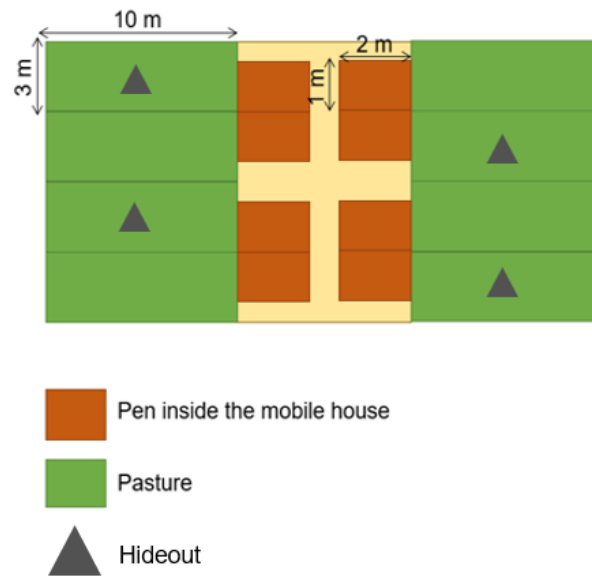 10 m
3 m
2 m
1 m
Pen inside the mobile house
Pasture
Hideout